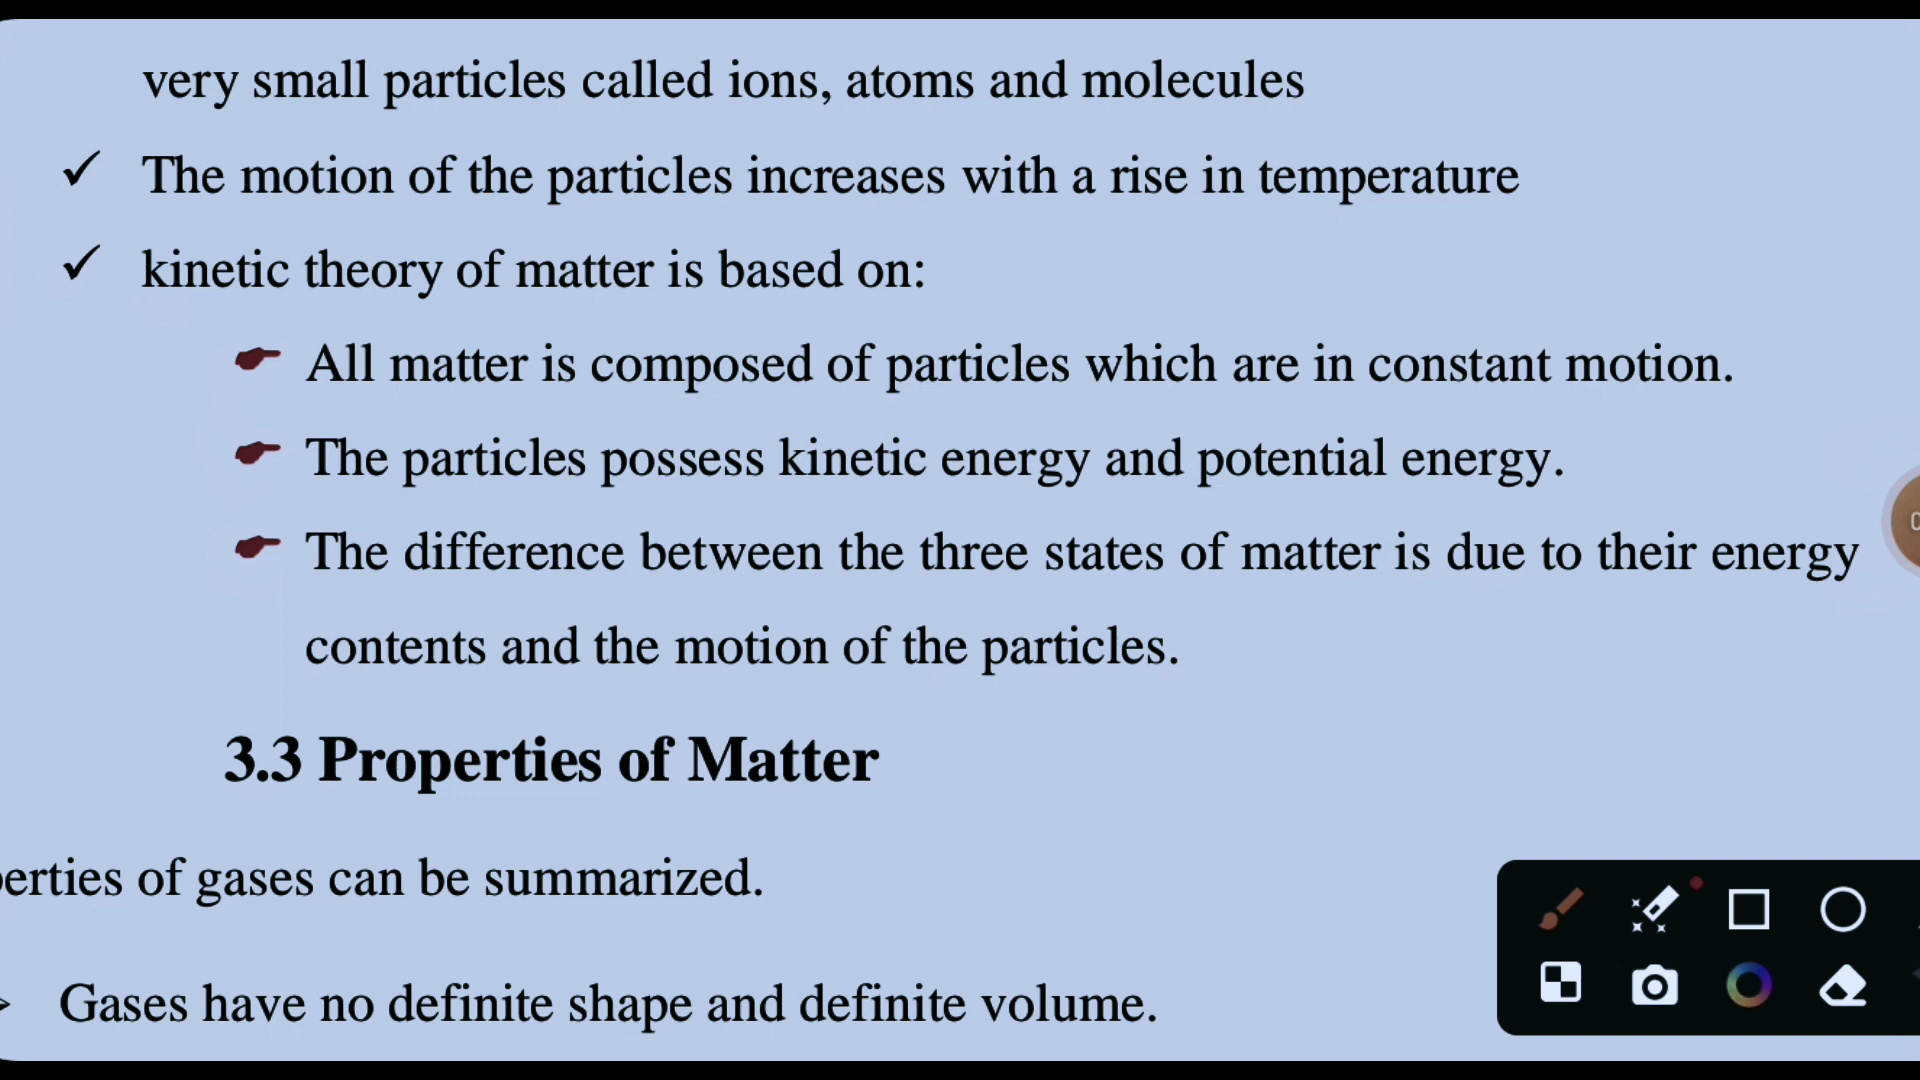 very small particles called ions, atoms and molecules
✓ The motion of the particles increases with a rise in temperature
✓ kinetic theory of matter is based on:
☛ All matter is composed of particles which are in constant motion.
☛ The particles possess kinetic energy and potential energy.
☛ The difference between the three states of matter is due to their energy
contents and the motion of the particles.
3.3 Properties of Matter
of gases can be summarized.
Gases have no definite shape and definite volume.